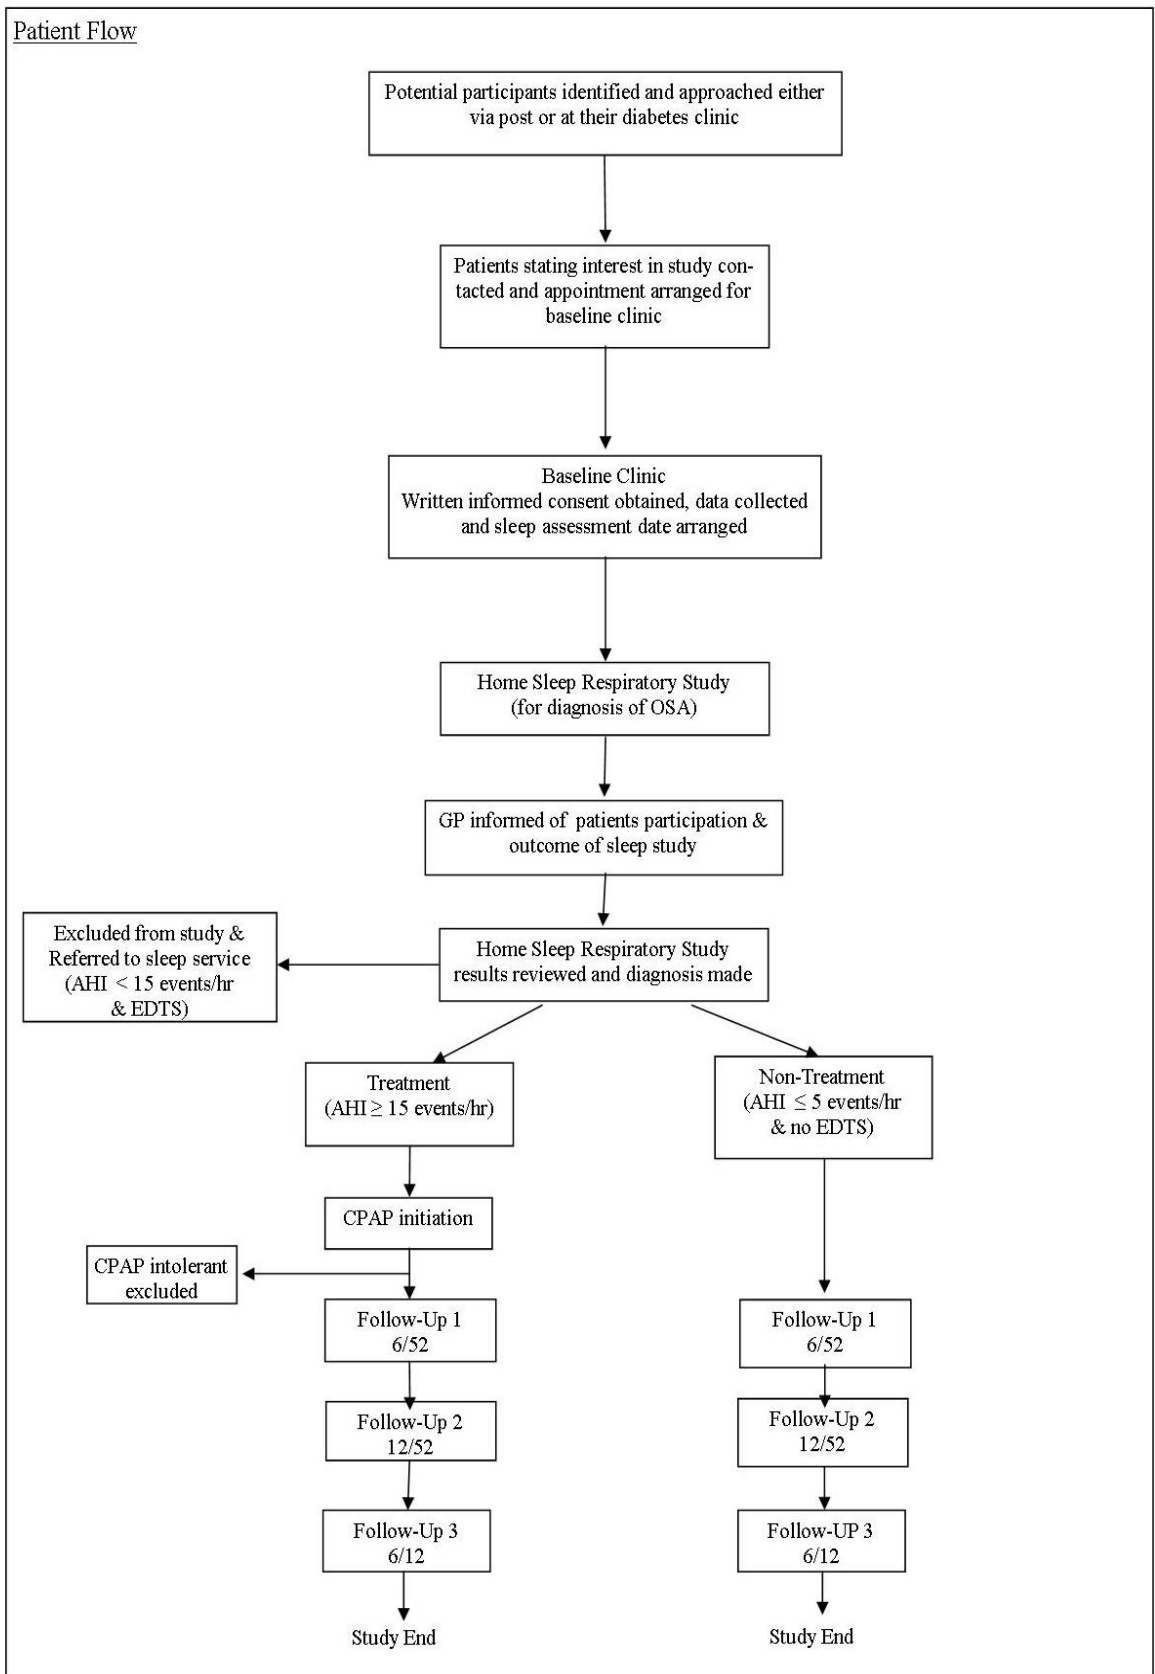 Patient Flow
Potential participants identified and approached either
via post or at their diabetes clinic
Patients stating interest in study con-
tacted and appointment arranged for
baseline clinic
Baseline Clinic
Written informed consent obtained, data collected
and sleep assessment date arranged
Home Sleep Respiratory Study
(for diagnosis of OSA)
GP informed of patients participation &
outcome of sleep study
Excluded from study &
Referred to sleep service
(AHI < 15 events/hr
& EDTS)
Home Sleep Respiratory Study
results reviewed and diagnosis made
Treatment
(AHI ≥ 15 events/hr)
Non-Treatment
(AHI ≤ 5 events/hr
& no EDTS)
CPAP initiation
CPAP intolerant
excluded
Follow-Up 1
6/52
Follow-Up 1
6/52
Follow-Up 2
12/52
Follow-Up 2
12/52
Follow-Up 3
6/12
Follow-UP 3
6/12
Study End
Study End